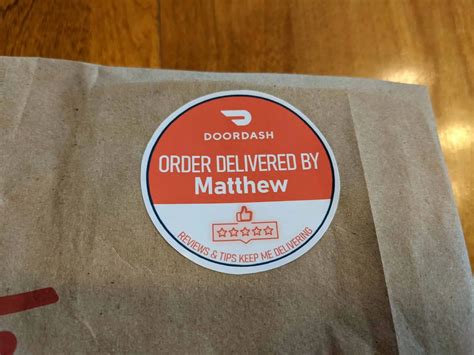 DOORDASH
ORDER DELIVERED BY
Matthew
REVIEWS & TIPS KEEP ME DELIVERING